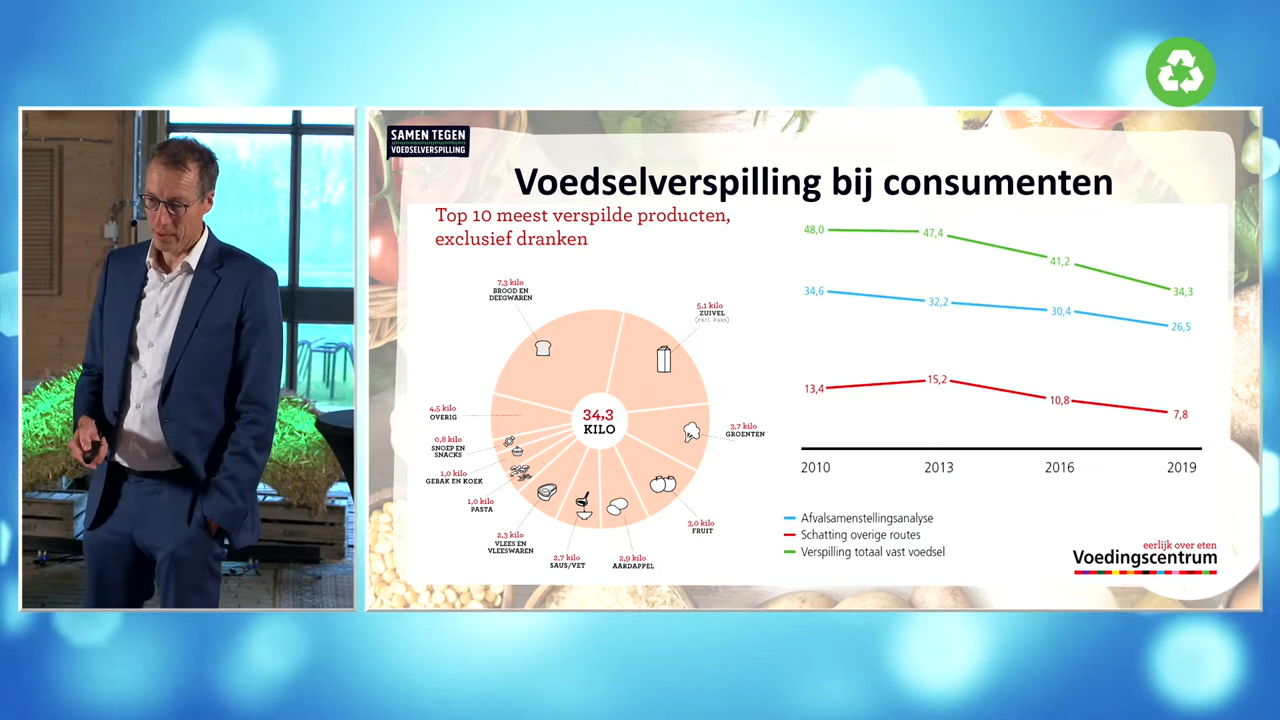 SAMEN TEGEN
VOEDSELVERSPILLING
Voedselverspilling bij consumenten
Top 10 meest verspilde producten,
exclusief dranken
7,3 kilo
BROOD EN
DEEGWAREN
5,1 kilo
ZUIVEL
(excl. kaas)
3,7 kilo
GROENTEN
3,0 kilo
FRUIT
2,9 kilo
AARDAPPEL
2,7 kilo
SAUS/VET
2,3 kilo
VLEES EN
VLEESWAREN
1,0 kilo
PASTA
1,0 kilo
GEBAK EN KOEK
0,8 kilo
SNOEP EN
SNACKS
4,5 kilo
OVERIG
34,3
KILO
48,0
47,4
41,2
34,3
34,6
32,2
30,4
26,5
13,4
15,2
10,8
7,8
2010
2013
2016
2019
Afvalsamenstellingsanalyse
Schatting overige routes
Verspilling totaal vast voedsel
eerlijk over eten
Voedingscentrum